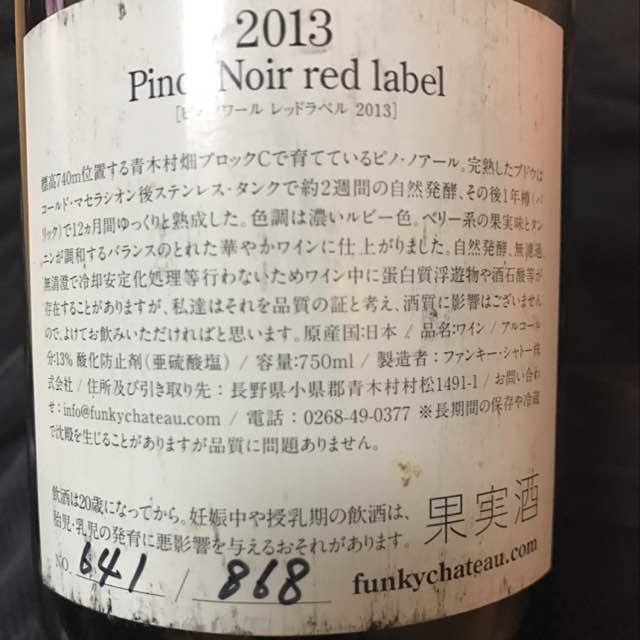 2013
Pinot Noir red label
[ピノ・ノワール レッドラベル 2013]
標高740m位置する青木村畑ブロックCで育てているピノ・ノアール。完熟したブドウは
コールド・マセラシオン後ステンレス・タンクで約2週間の自然発酵、その後1年樽(バ
リック)で12ヵ月間ゆっくりと熟成した。色調は濃いルビー色。ベリー系の果実味とタン
ニンが調和するバランスのとれた華やかワインに仕上がりました。自然発酵、無濾過、
無清澄で冷却安定化処理等行わないためワイン中に蛋白質浮遊物や酒石酸等が
存在することがありますが、私達はそれを品質の証と考え、酒質に影響はございません
ので、よけてお飲みいただければと思います。原産国:日本 / 品名:ワイン / アルコール
分:13% 酸化防止剤(亜硫酸塩) / 容量:750ml / 製造者:ファンキー・シャトー株
式会社 / 住所及び引き取り先:長野県小県郡青木村村松1491-1 / お問い合わ
せ:info@funkychateau.com / 電話:0268-49-0377 ※長期間の保存や冷蔵
で沈殿を生じることがありますが品質に問題ありません。
飲酒は20歳になってから。妊娠中や授乳期の飲酒は、
胎児・乳児の発育に悪影響を与えるおそれがあります。
果実酒
NO. 641 / 868
funkychateau.com